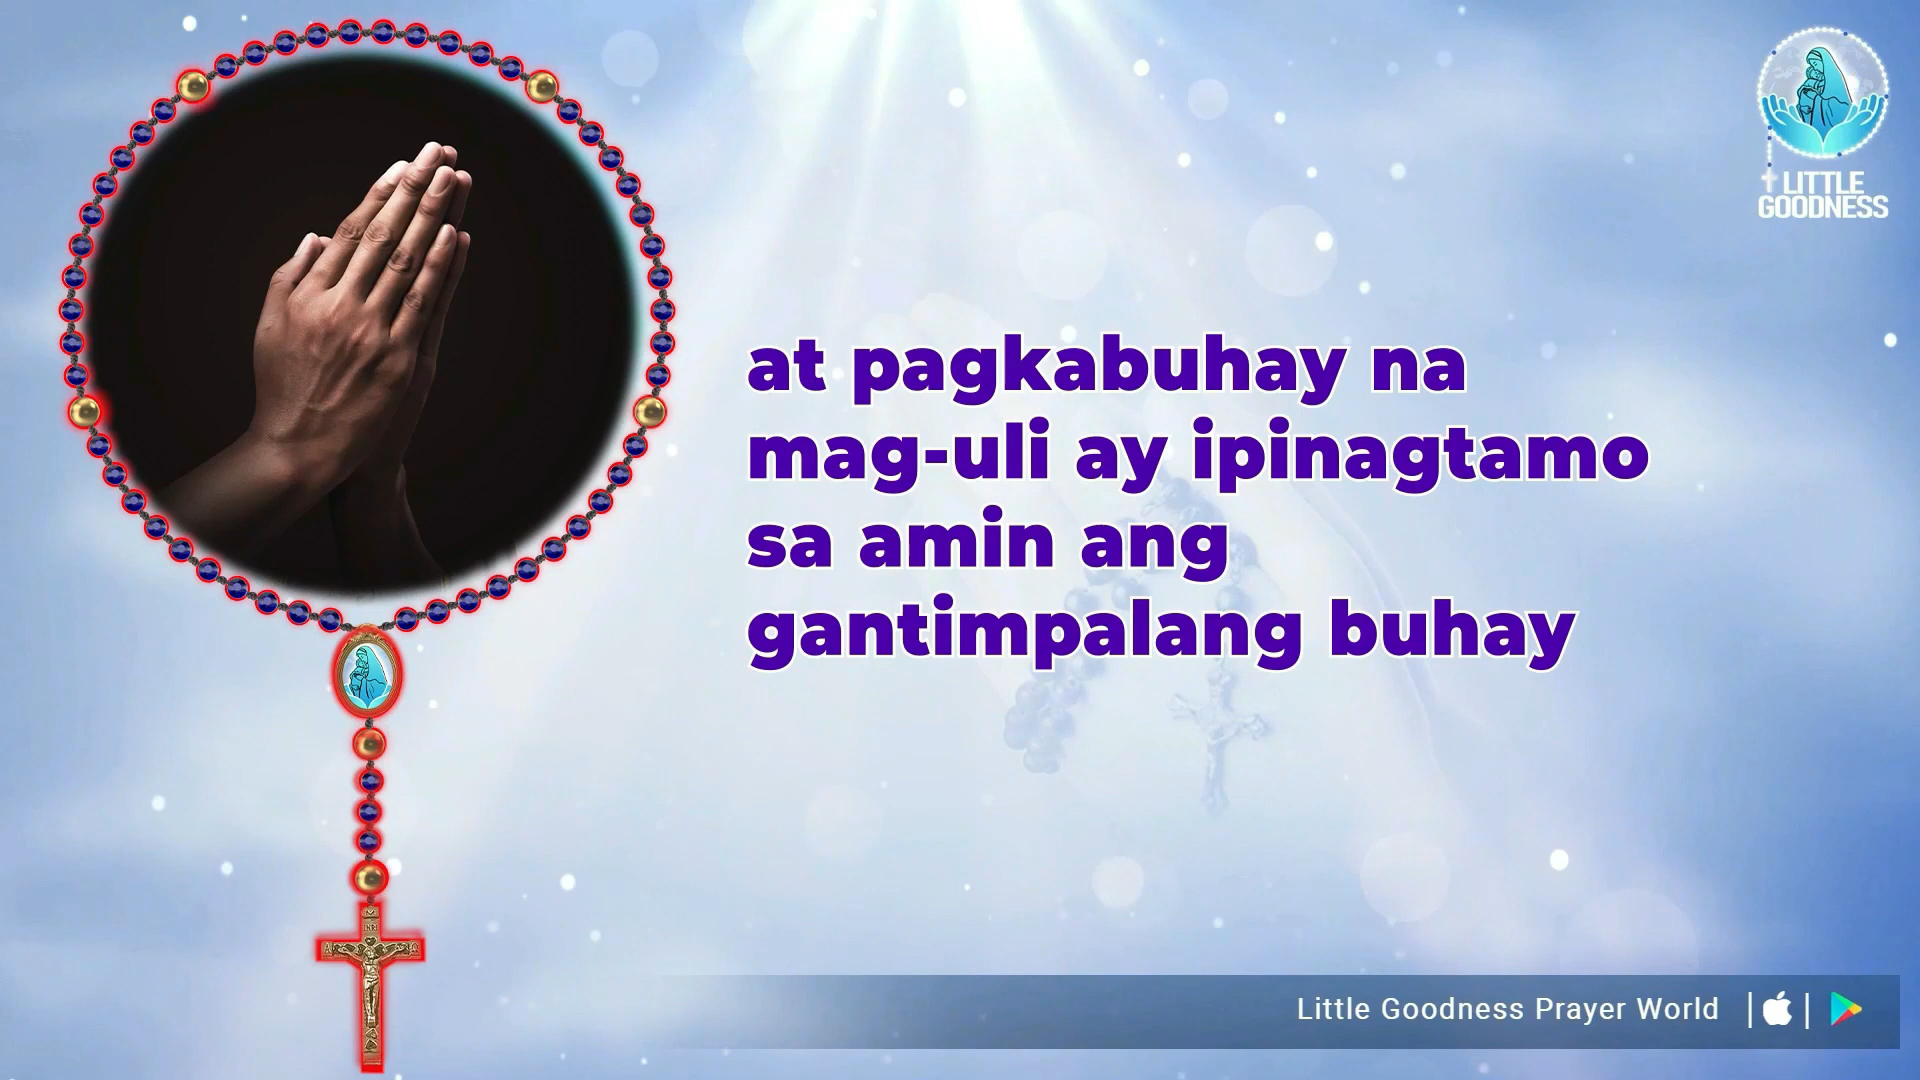 LITTLE
GOODNESS
at pagkabuhay na
mag-uli ay ipinagtamo
sa amin ang
gantimpalang buhay
INRI
Little Goodness Prayer World